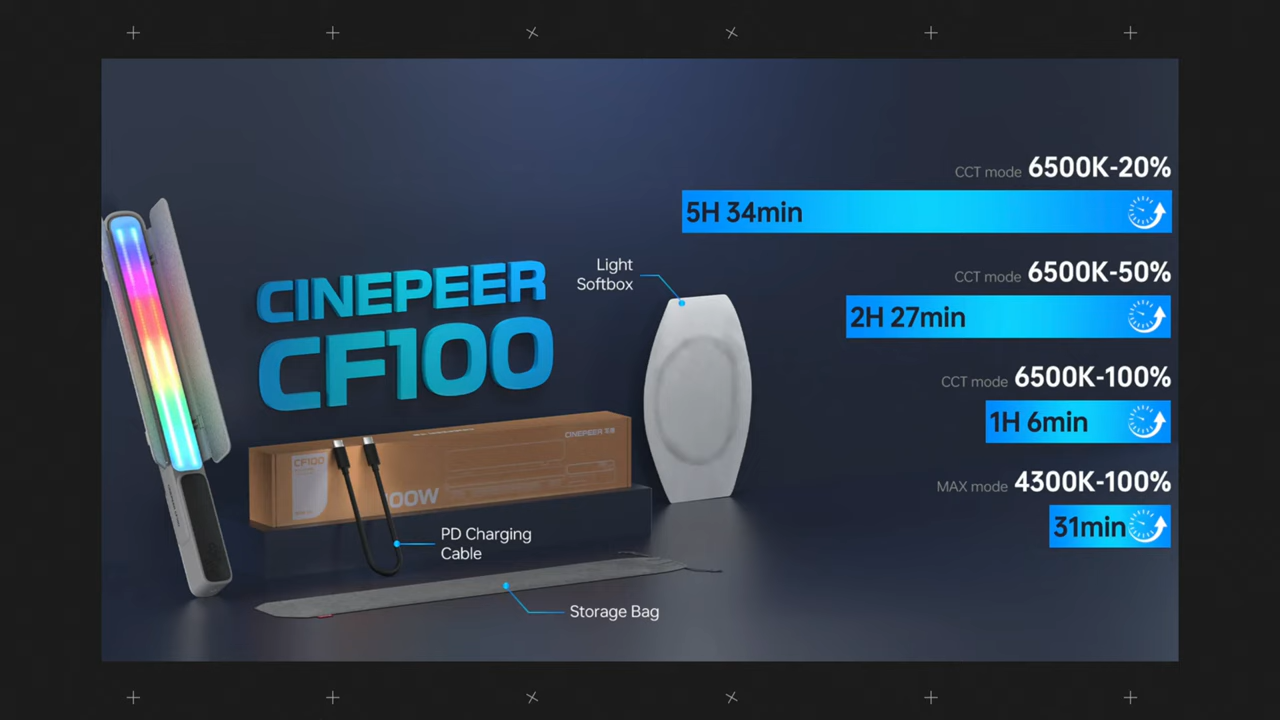 CCT mode 6500K-20%
5H 34min
CCT mode 6500K-50%
2H 27min
CCT mode 6500K-100%
1H 6min
MAX mode 4300K-100%
31min
CINEPEER
CF100
Light
Softbox
CINEPEER
CF100
100W
PD Charging
Cable
Storage Bag